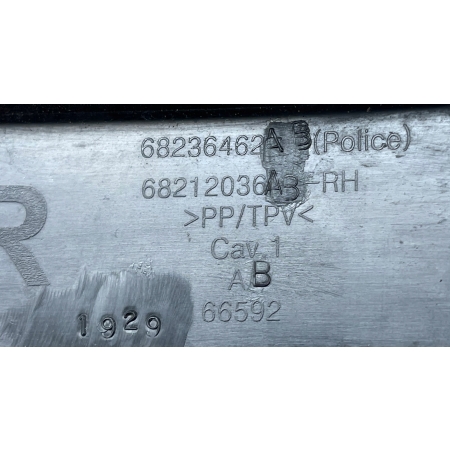 68236462AB(Police)
68212036AB-RH
>PP/TPV<
R
Cav.1
AB
66592
1929